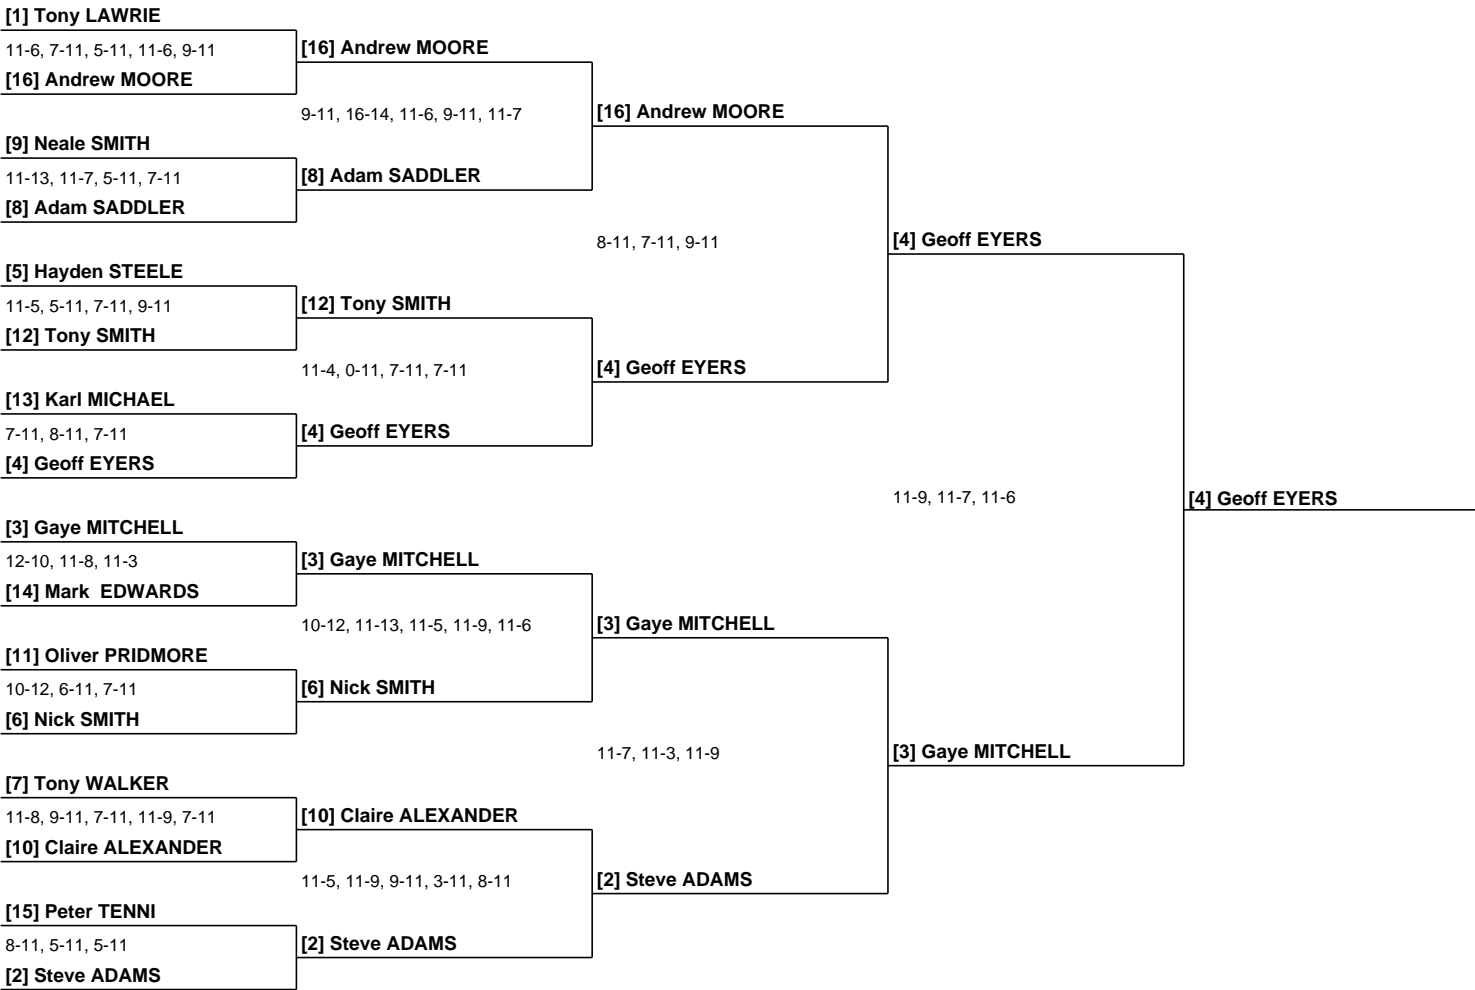 [1] Tony LAWRIE
11-6, 7-11, 5-11, 11-6, 9-11
[16] Andrew MOORE
[9] Neale SMITH
11-13, 11-7, 5-11, 7-11
[8] Adam SADDLER
[5] Hayden STEELE
11-5, 5-11, 7-11, 9-11
[12] Tony SMITH
[13] Karl MICHAEL
7-11, 8-11, 7-11
[4] Geoff EYERS
[3] Gaye MITCHELL
12-10, 11-8, 11-3
[14] Mark  EDWARDS
[11] Oliver PRIDMORE
10-12, 6-11, 7-11
[6] Nick SMITH
[7] Tony WALKER
11-8, 9-11, 7-11, 11-9, 7-11
[10] Claire ALEXANDER
[15] Peter TENNI
8-11, 5-11, 5-11
[2] Steve ADAMS
[16] Andrew MOORE
9-11, 16-14, 11-6, 9-11, 11-7
[8] Adam SADDLER
[12] Tony SMITH
11-4, 0-11, 7-11, 7-11
[4] Geoff EYERS
[3] Gaye MITCHELL
10-12, 11-13, 11-5, 11-9, 11-6
[6] Nick SMITH
[10] Claire ALEXANDER
11-5, 11-9, 9-11, 3-11, 8-11
[2] Steve ADAMS
[16] Andrew MOORE
8-11, 7-11, 9-11
[4] Geoff EYERS
[3] Gaye MITCHELL
11-7, 11-3, 11-9
[2] Steve ADAMS
[4] Geoff EYERS
11-9, 11-7, 11-6
[3] Gaye MITCHELL
[4] Geoff EYERS